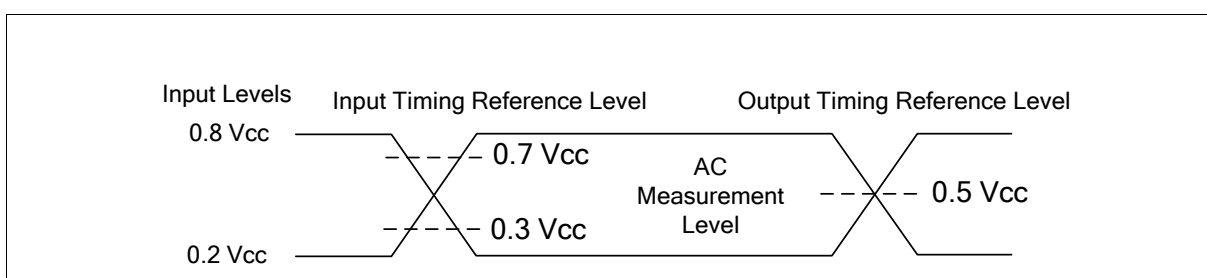 Input Levels
Input Timing Reference Level
Output Timing Reference Level
0.8 Vcc
0.7 Vcc
AC
Measurement
Level
0.5 Vcc
0.3 Vcc
0.2 Vcc